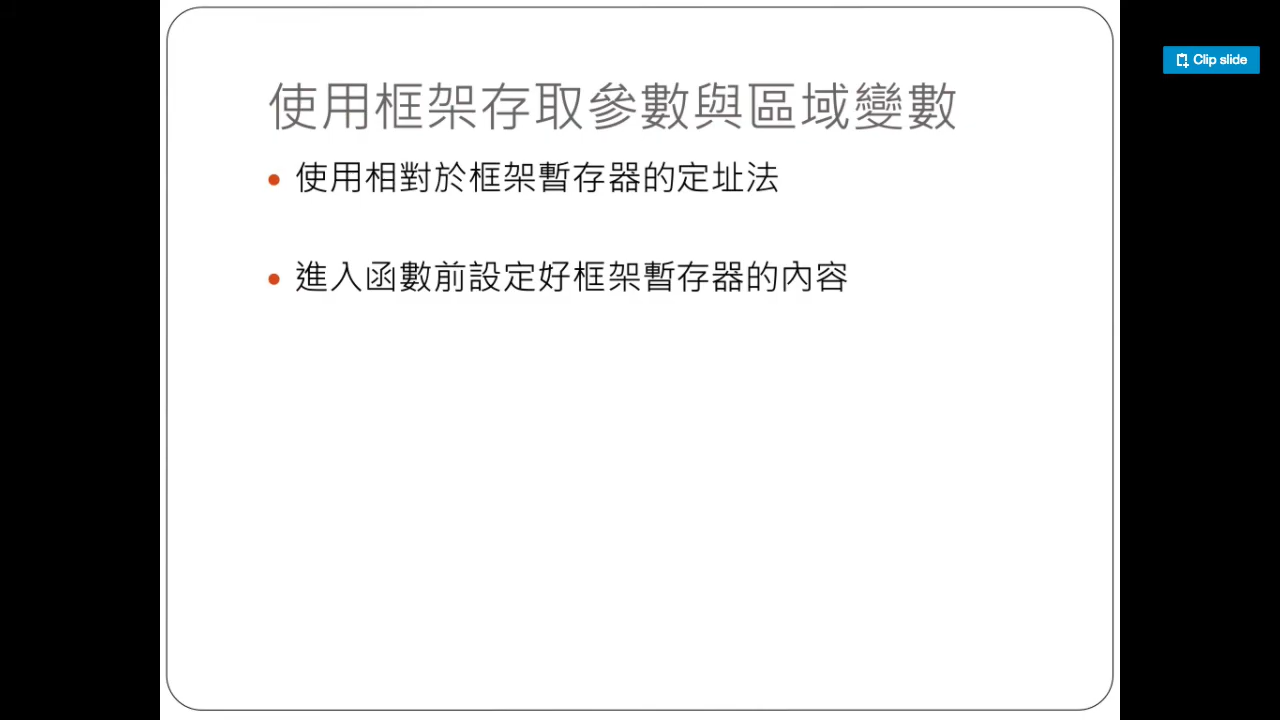 Clip slide
使用框架存取參數與區域變數
使用相對於框架暫存器的定址法
進入函數前設定好框架暫存器的內容